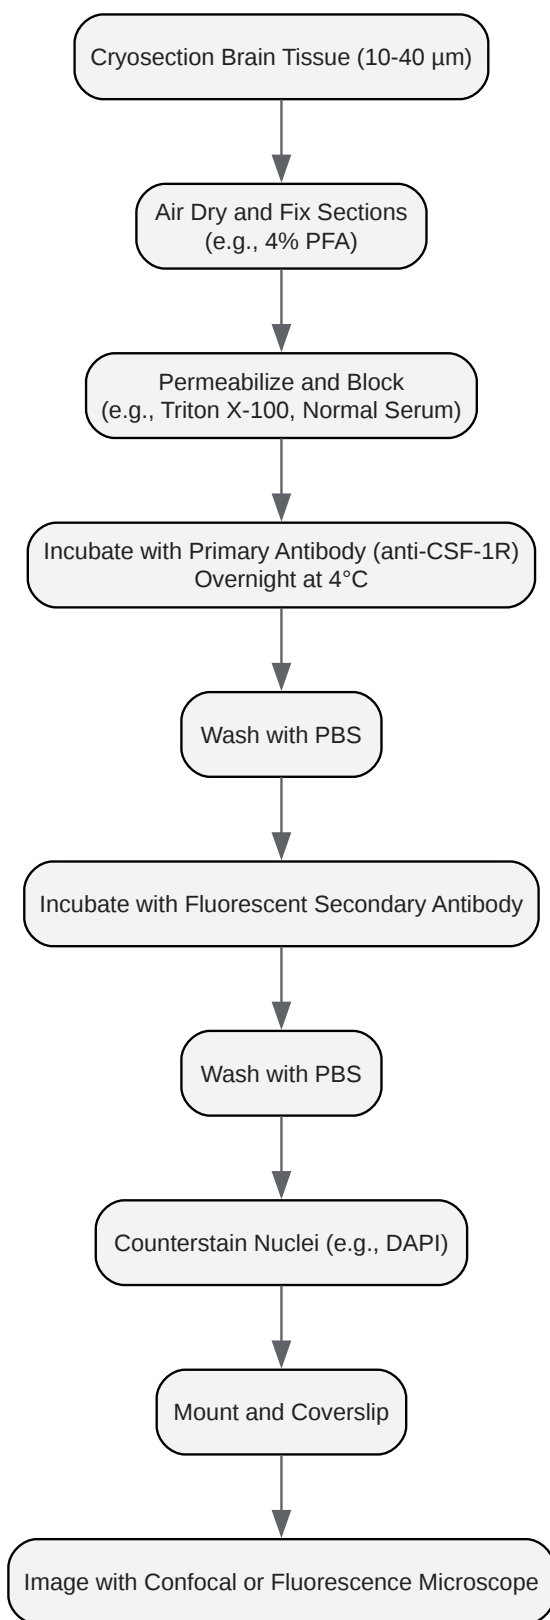 Cryosection Brain Tissue (10-40 µm)
Air Dry and Fix Sections
(e.g., 4% PFA)
Permeabilize and Block
(e.g., Triton X-100, Normal Serum)
Incubate with Primary Antibody (anti-CSF-1R)
Overnight at 4°C
Wash with PBS
Incubate with Fluorescent Secondary Antibody
Wash with PBS
Counterstain Nuclei (e.g., DAPI)
Mount and Coverslip
Image with Confocal or Fluorescence Microscope